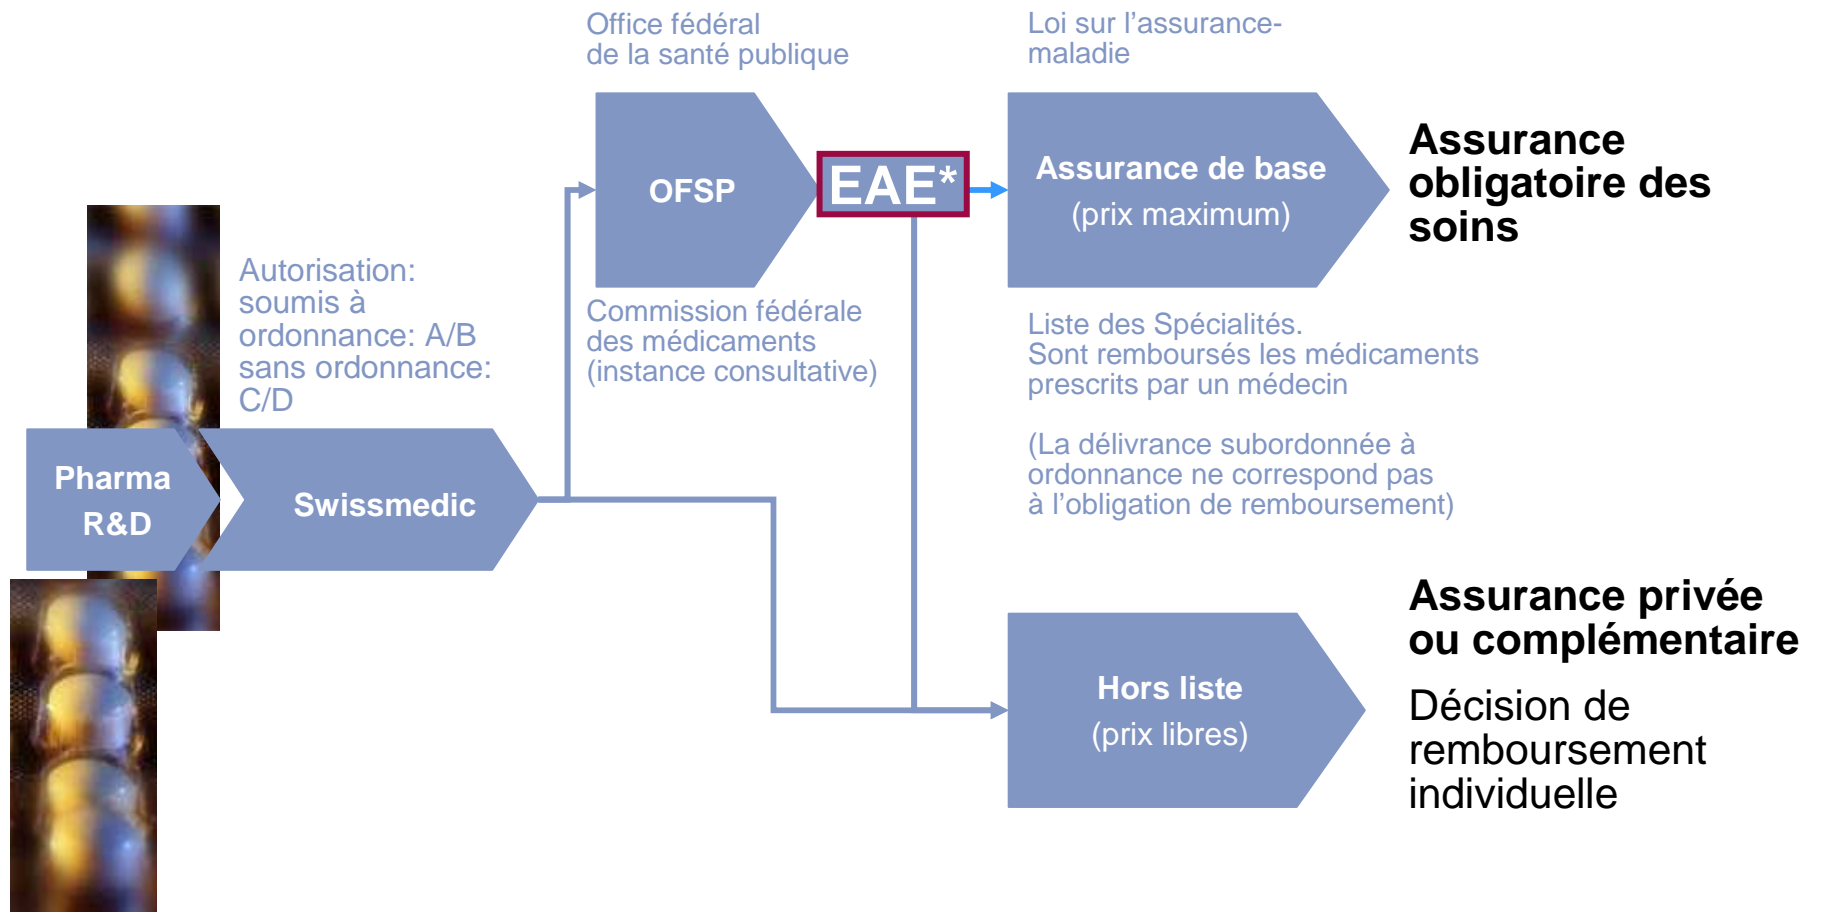 Office fédéral
de la santé publique
Loi sur l'assurance-
maladie
OFSP
EAE*
Assurance de base
(prix maximum)
Assurance
obligatoire des
soins
Autorisation:
soumis à
ordonnance: A/B
sans ordonnance:
C/D
Commission fédérale
des médicaments
(instance consultative)
Liste des Spécialités.
Sont remboursés les médicaments
prescrits par un médecin
(La délivrance subordonnée à
ordonnance ne correspond pas
à l'obligation de remboursement)
Pharma
R&D
Swissmedic
Hors liste
(prix libres)
Assurance privée
ou complémentaire
Décision de
remboursement
individuelle